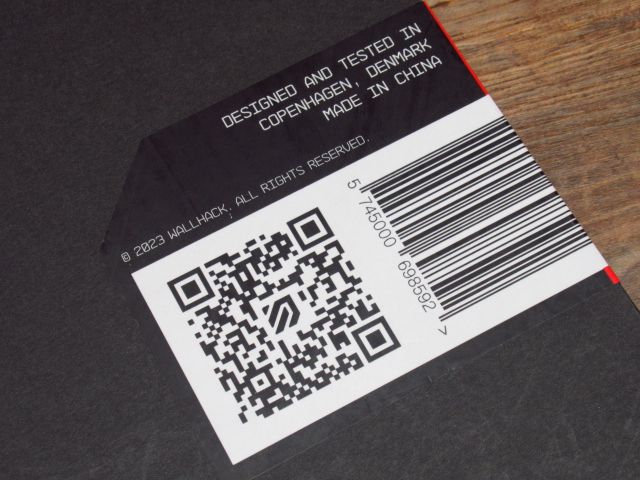 DESIGNED AND TESTED IN
COPENHAGEN, DENMARK
MADE IN CHINA
© 2023 WALLHACK. ALL RIGHTS RESERVED.
5 745000 698592 >